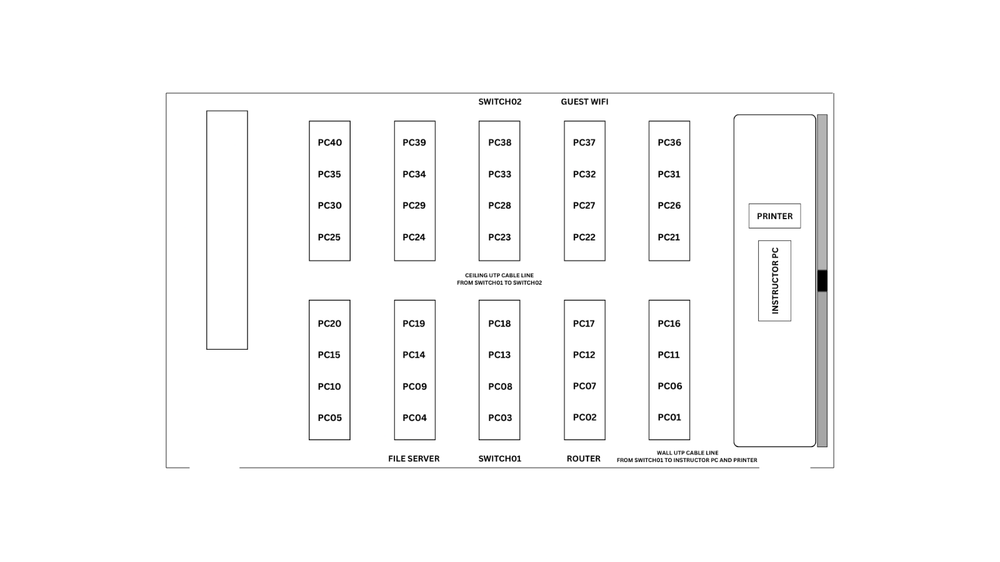 SWITCH02 GUEST WIFI
PC40 PC39 PC38 PC37 PC36
PC35 PC34 PC33 PC32 PC31
PC30 PC29 PC28 PC27 PC26
PC25 PC24 PC23 PC22 PC21
PRINTER
INSTRUCTOR PC
CEILING UTP CABLE LINE
FROM SWITCH01 TO SWITCH02
PC20 PC19 PC18 PC17 PC16
PC15 PC14 PC13 PC12 PC11
PC10 PC09 PC08 PC07 PC06
PC05 PC04 PC03 PC02 PC01
FILE SERVER SWITCH01 ROUTER
WALL UTP CABLE LINE
FROM SWITCH01 TO INSTRUCTOR PC AND PRINTER